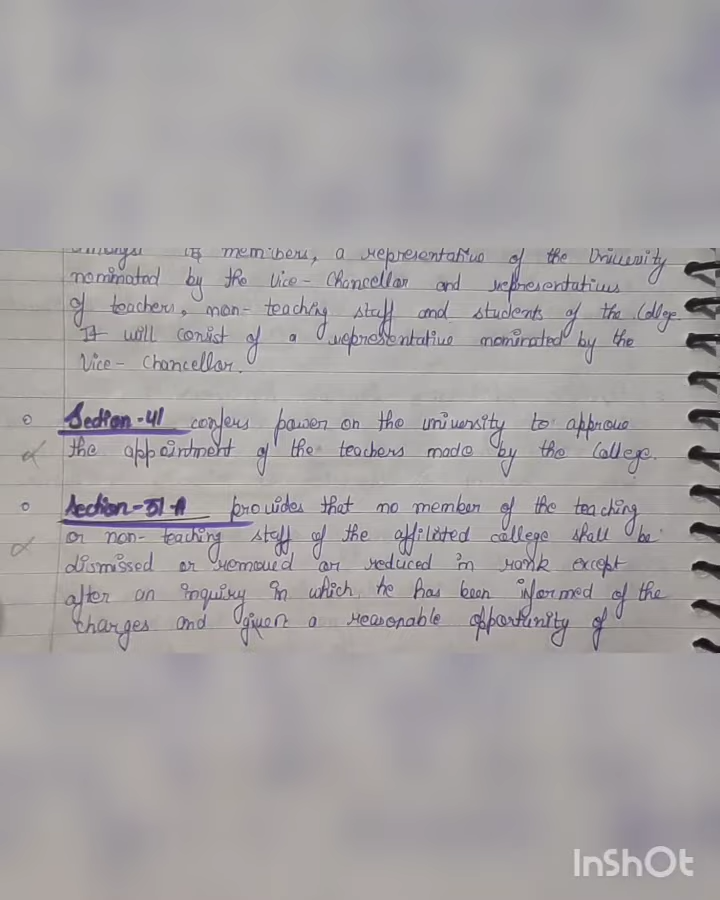 amongst its members, a representative of the University
nominated by the Vice-Chancellor and representatives
of teachers, non-teaching staff and students of the College.
It will conist of a representative nominated by the
Vice-Chancellor.
Section-41 confers power on the university to approve
the appointment of the teachers made by the College.
Section-51-A provides that no member of the teaching
or non-teaching staff of the affiliated college shall be
dismissed or removed or reduced in rank except
after an inquiry in which he has been informed of the
charges and given a reasonable opportunity of
InShOt